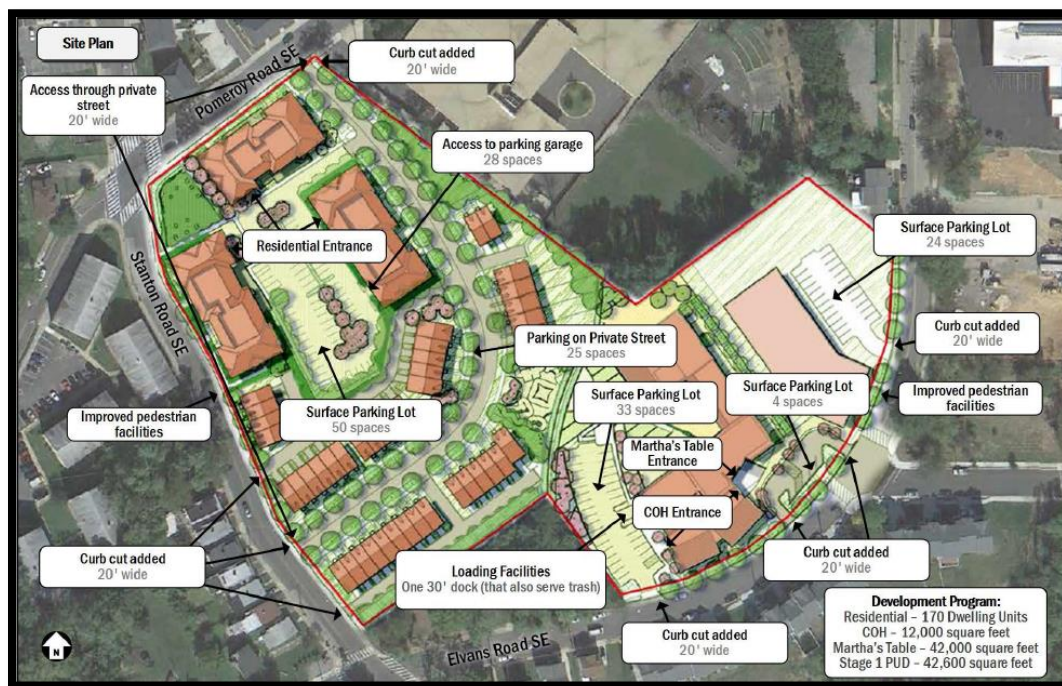 Site Plan
Pomeroy Road SE
Curb cut added
20' wide
Access through private
street
20' wide
Access to parking garage
28 spaces
Surface Parking Lot
24 spaces
Residential Entrance
Stanton Road SE
Curb cut added
20' wide
Parking on Private Street
25 spaces
Surface Parking Lot
33 spaces
Surface Parking Lot
4 spaces
Improved pedestrian
facilities
Improved pedestrian
facilities
Surface Parking Lot
50 spaces
Martha's Table
Entrance
COH Entrance
Curb cut added
20' wide
Loading Facilities
One 30' dock (that also serve trash)
Curb cut added
20' wide
Elvans Road SE
Curb cut added
20' wide
Development Program:
Residential – 170 Dwelling Units
COH – 12,000 square feet
Martha's Table – 42,000 square feet
Stage 1 PUD – 42,600 square feet
N